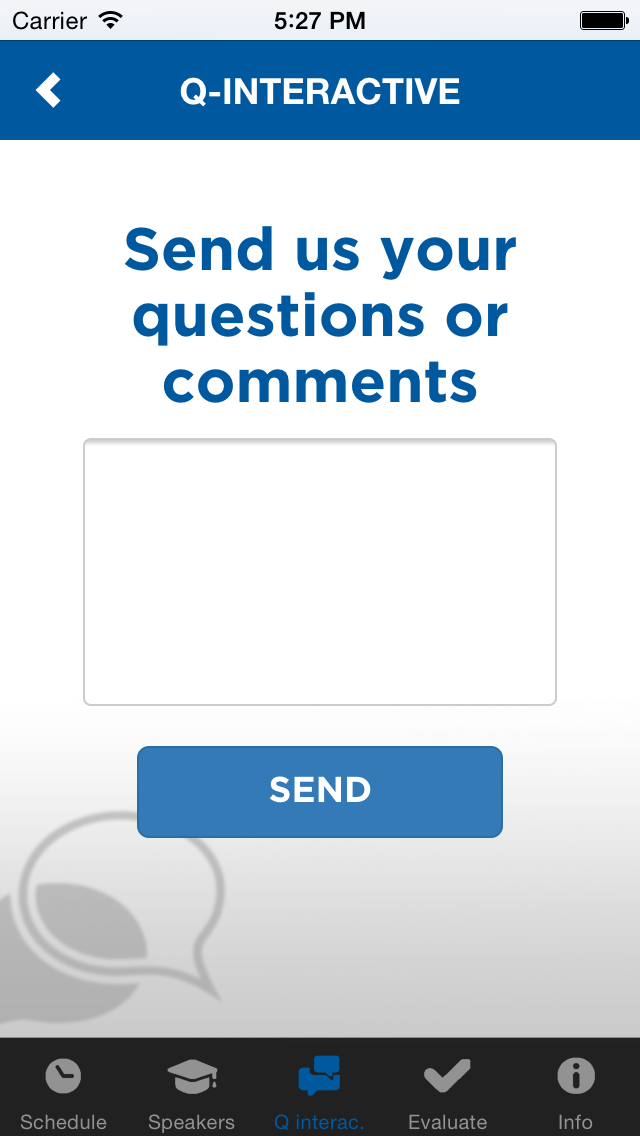 Carrier 5:27 PM
Q-INTERACTIVE
Send us your
questions or
comments
SEND
Schedule Speakers Q interac. Evaluate Info